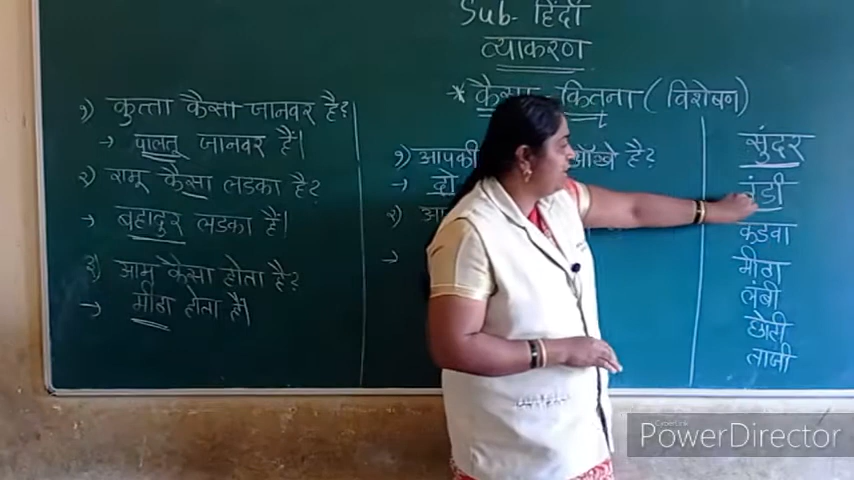 Sub- हिंदी
व्याकरण
* कैसा - कितना (विशेषण)
१) कुत्ता कैसा जानवर है?
→ पालतू जानवर हैं।
२) रामू कैसा लडका है?
→ बहादुर लडका है।
३) आम कैसा होता है?
→ मीठा होता है।
१) आपकी ऑंखे है?
→ दो
२)
→
सुंदर
कडवा
मीठा
लंबी
छोटी
ताजी
CyberLink
PowerDirector